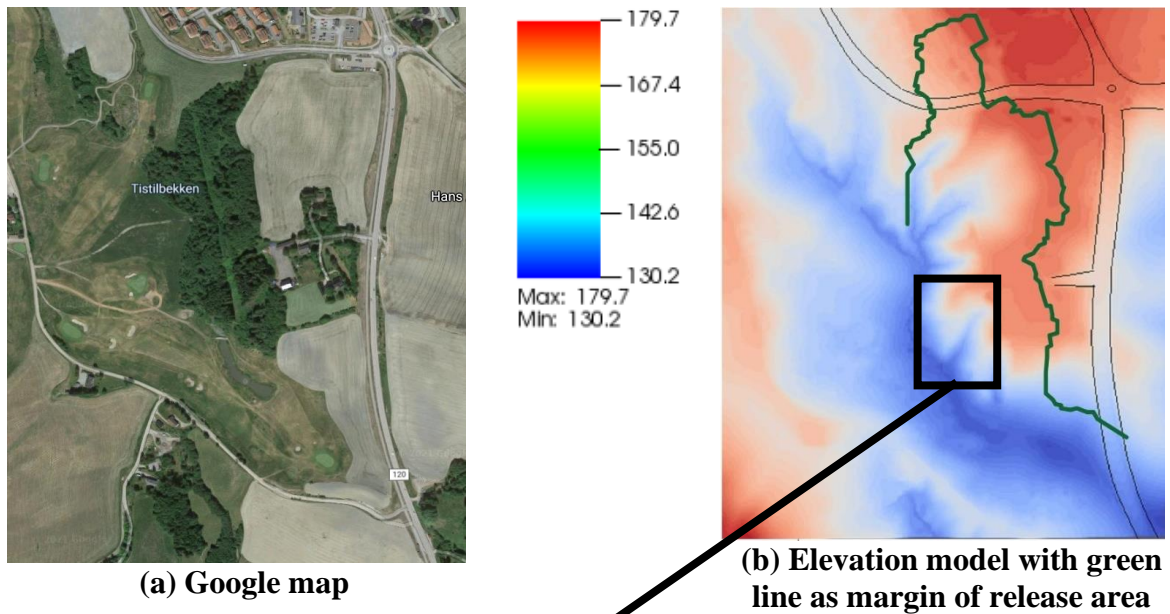 Tistilbekken
Hans
120
(a) Google map
179.7
167.4
155.0
142.6
130.2
Max: 179.7
Min: 130.2
(b) Elevation model with green
line as margin of release area